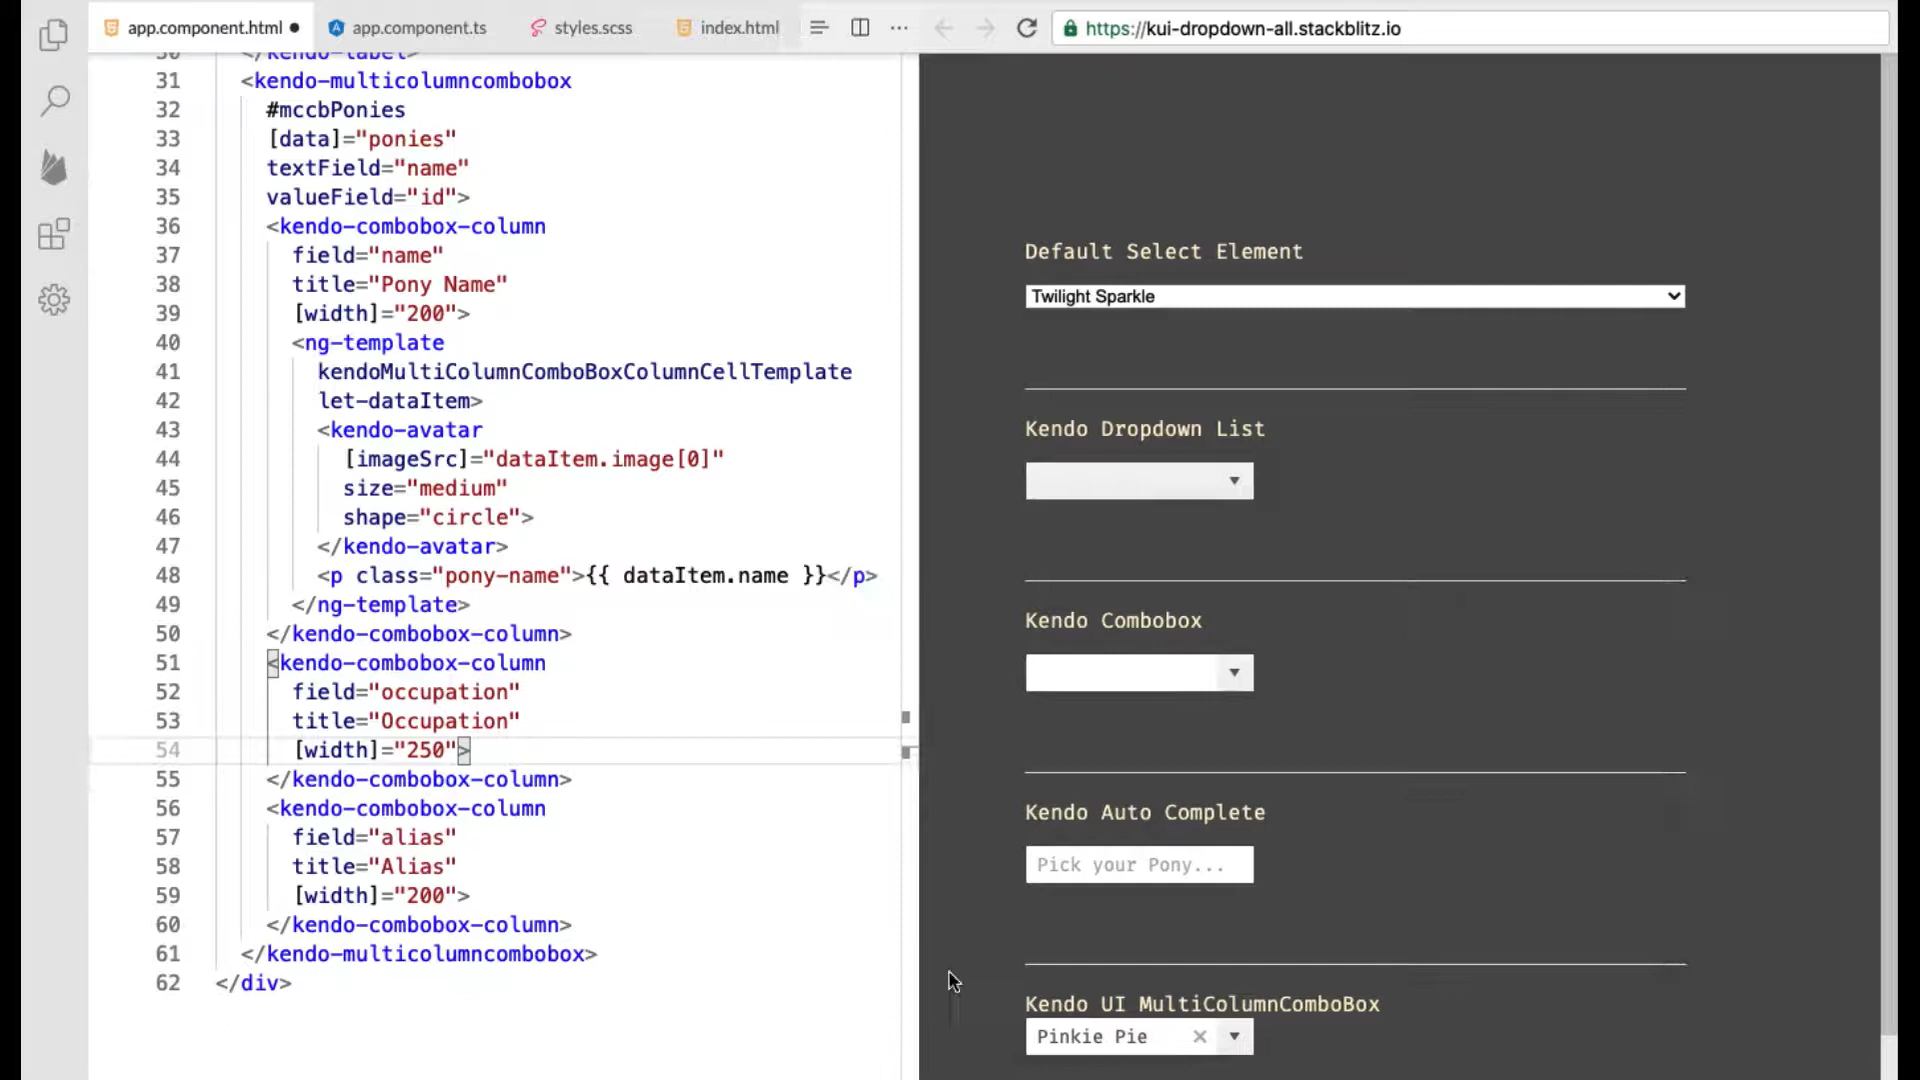 app.component.html
app.component.ts
styles.scss
index.html
https://kui-dropdown-all.stackblitz.io
30 </kendo-label>
31 <kendo-multicolumncombobox
32 #mccbPonies
33 [data]="ponies"
34 textField="name"
35 valueField="id">
36 <kendo-combobox-column
37 field="name"
38 title="Pony Name"
39 [width]="200">
40 <ng-template
41 kendoMultiColumnComboBoxColumnCellTemplate
42 let-dataItem>
43 <kendo-avatar
44 [imageSrc]="dataItem.image[0]"
45 size="medium"
46 shape="circle">
47 </kendo-avatar>
48 <p class="pony-name">{{ dataItem.name }}</p>
49 </ng-template>
50 </kendo-combobox-column>
51 <kendo-combobox-column
52 field="occupation"
53 title="Occupation"
54 [width]="250">
55 </kendo-combobox-column>
56 <kendo-combobox-column
57 field="alias"
58 title="Alias"
59 [width]="200">
60 </kendo-combobox-column>
61 </kendo-multicolumncombobox>
62 </div>
Default Select Element
Twilight Sparkle
Kendo Dropdown List
Kendo Combobox
Kendo Auto Complete
Pick your Pony...
Kendo UI MultiColumnComboBox
Pinkie Pie